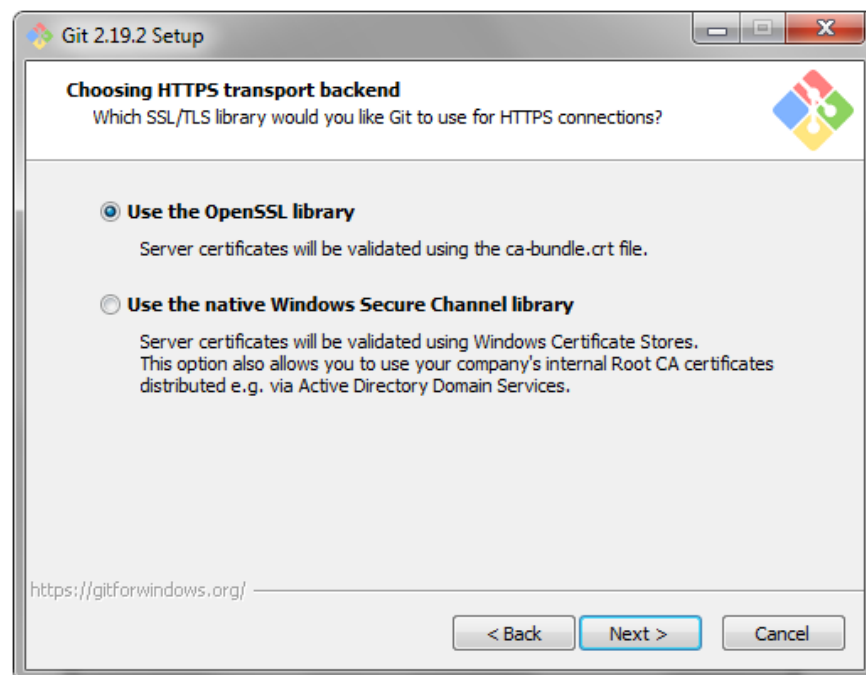 Git 2.19.2 Setup
Choosing HTTPS transport backend
Which SSL/TLS library would you like Git to use for HTTPS connections?
Use the OpenSSL library
Server certificates will be validated using the ca-bundle.crt file.
Use the native Windows Secure Channel library
Server certificates will be validated using Windows Certificate Stores.
This option also allows you to use your company's internal Root CA certificates
distributed e.g. via Active Directory Domain Services.
https://gitforwindows.org/
< Back
Next >
Cancel